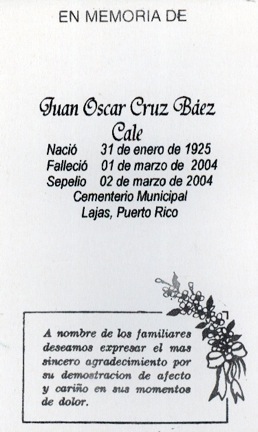 EN MEMORIA DE
Juan Oscar Cruz Báez
Cale
Nació 31 de enero de 1925
Falleció 01 de marzo de 2004
Sepelio 02 de marzo de 2004
Cementerio Municipal
Lajas, Puerto Rico
A nombre de los familiares
deseamos expresar el mas
sincero agradecimiento por
su demostracion de afecto
y cariño en sus momentos
de dolor.